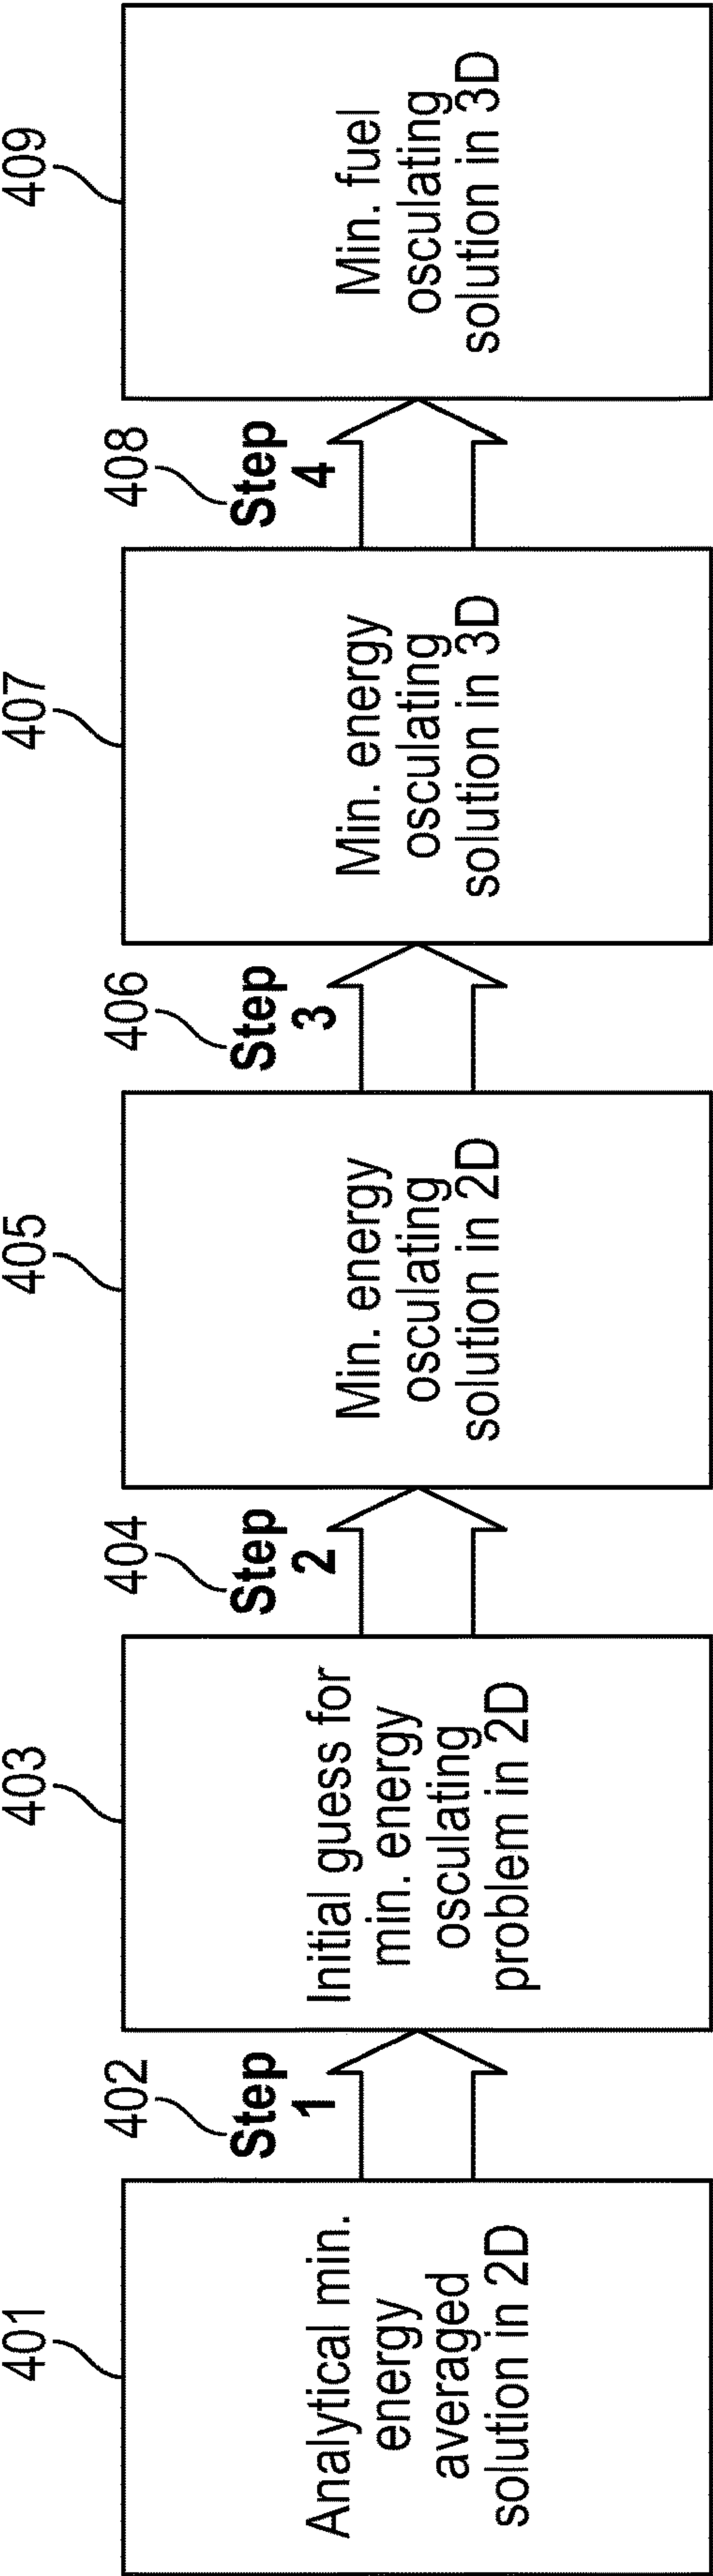 401
Analytical min.
energy
averaged
solution in 2D
402
Step
1
403
Initial guess for
min. energy
osculating
problem in 2D
404
Step
2
405
Min. energy
osculating
solution in 2D
406
Step
3
407
Min. energy
osculating
solution in 3D
408
Step
4
409
Min. fuel
osculating
solution in 3D